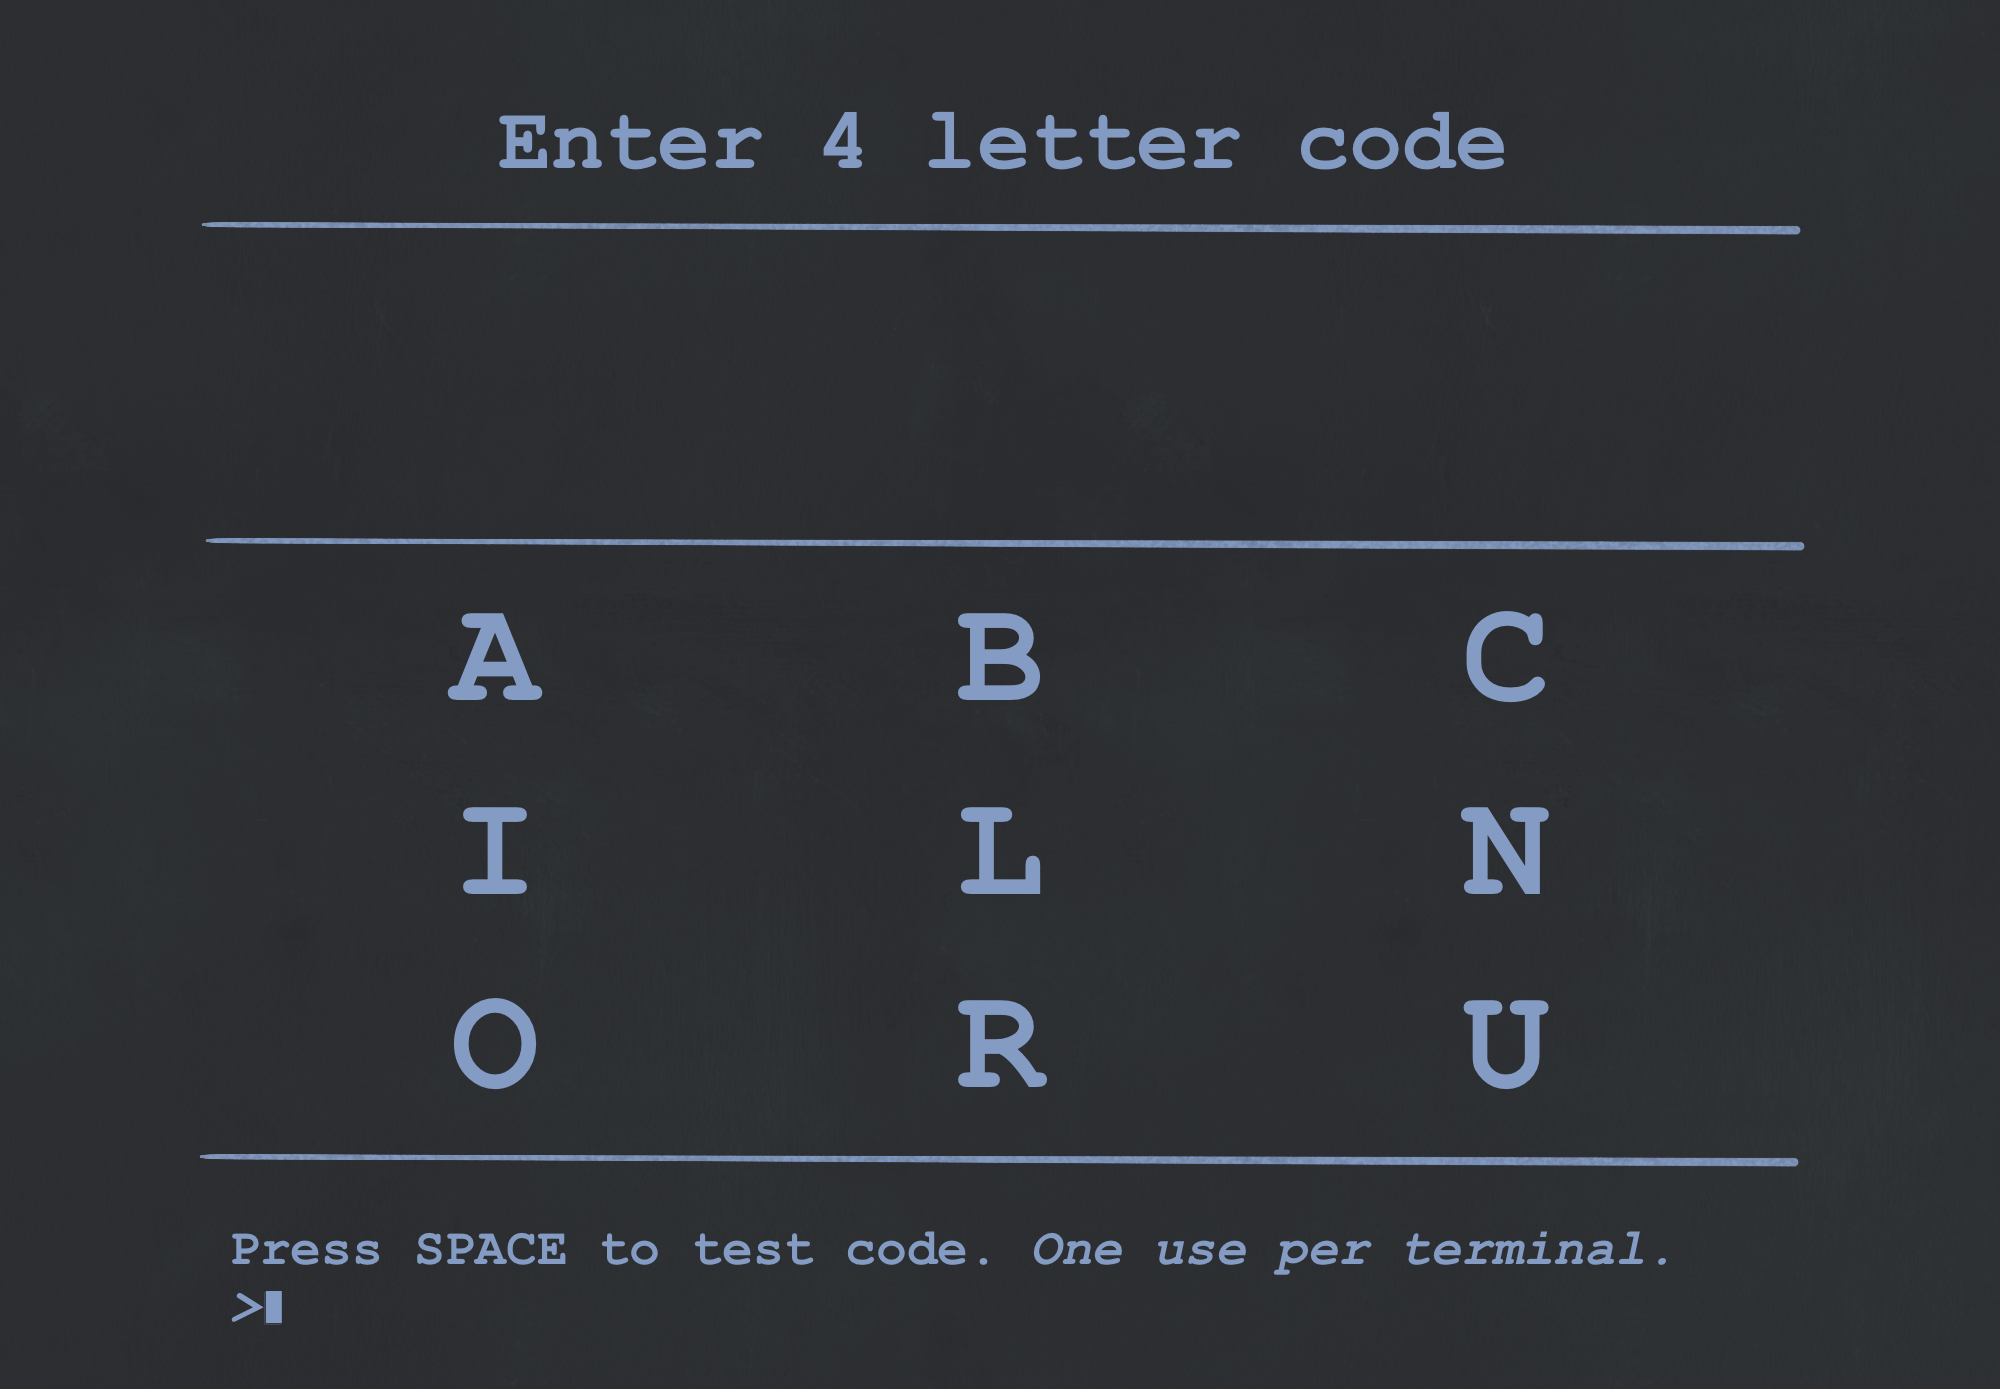 Enter 4 letter code
A B C
I L N
O R U
Press SPACE to test code. One use per terminal.
>